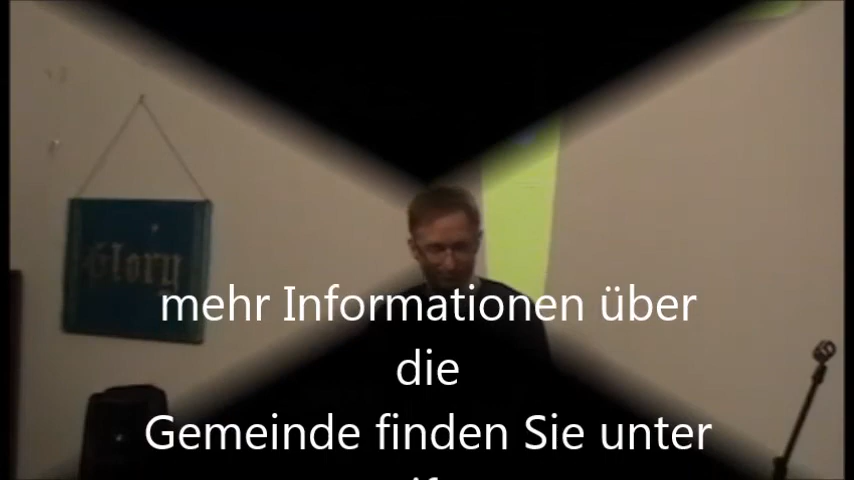 Glory
mehr Informationen über
die
Gemeinde finden Sie unter